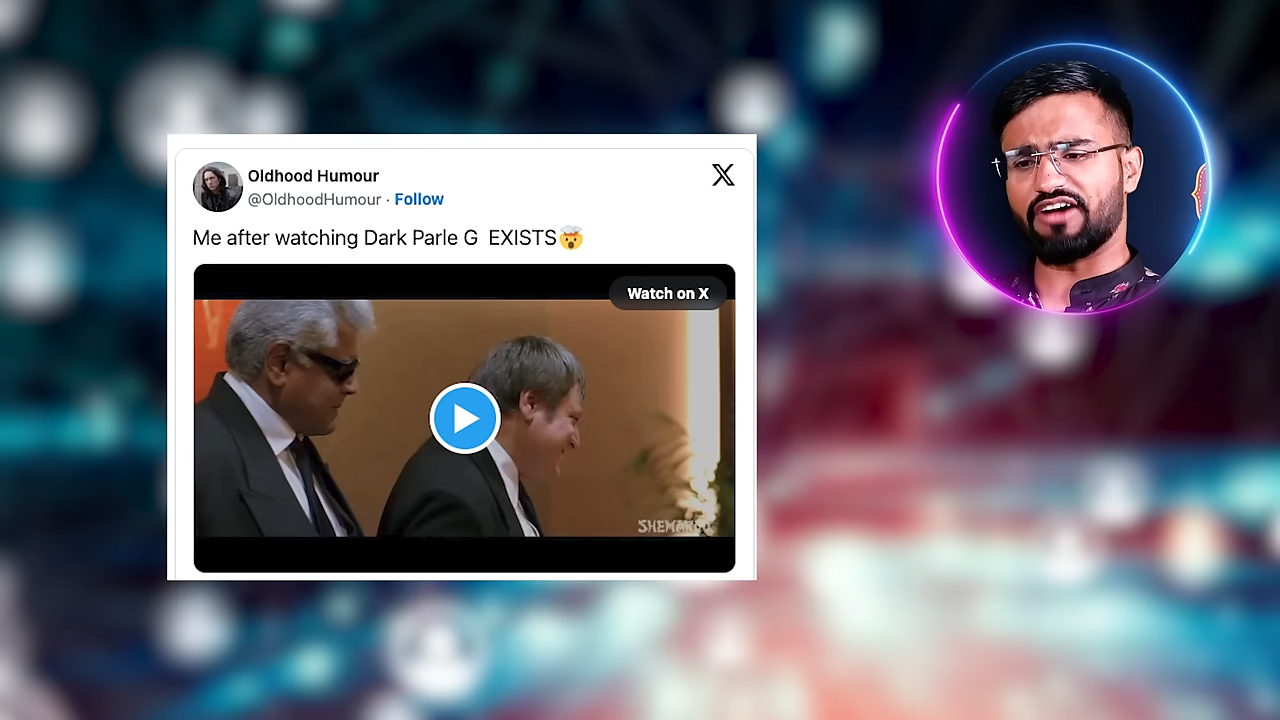 Oldhood Humour
@OldhoodHumour · Follow
Me after watching Dark Parle G EXISTS🤯
Watch on X
SHEMAROO